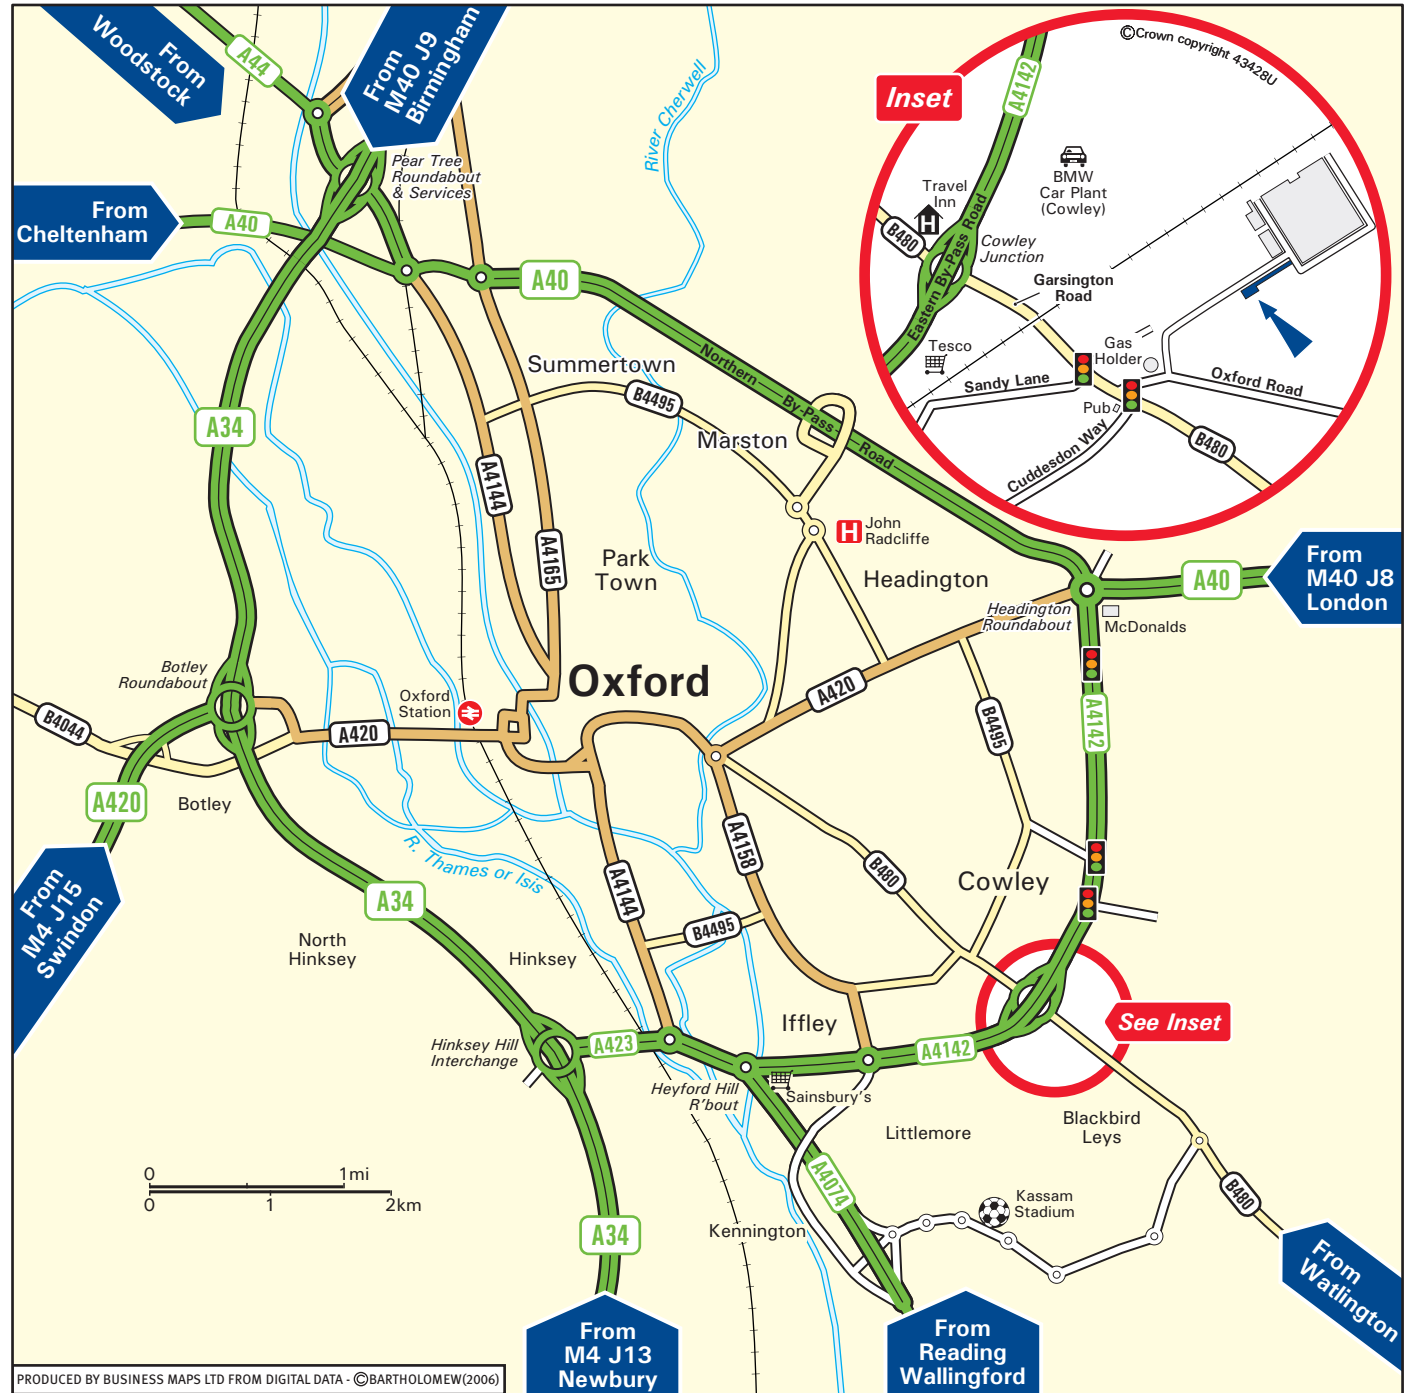 From
Woodstock
A44
From
M40 J9
Birmingham
Pear Tree
Roundabout
& Services
River Cherwell
From
Cheltenham
A40
A40
Northern
By-Pass
Road
Summertown
B4495
Marston
A34
A4144
A4165
Park
Town
H
John
Radcliffe
Headington
Headington
Roundabout
McDonalds
A40
From
M40 J8
London
Inset
©Crown copyright 43428U
A4142
BMW
Car Plant
(Cowley)
Travel
Inn
H
B480
Cowley
Junction
Eastern By-Pass Road
Garsington
Road
Tesco
Gas
Holder
Sandy Lane
Oxford Road
Pub
Cuddesdon Way
B480
Botley
Roundabout
Oxford
Station
Oxford
A420
A420
B4044
A420
Botley
B4495
A4142
From
M4 J15
Swindon
R. Thames or Isis
A34
A4144
A4158
B480
Cowley
B4495
North
Hinksey
Hinksey
Iffley
See Inset
Hinksey Hill
Interchange
A423
A4142
Heyford Hill
R'bout
Sainsbury's
Littlemore
Blackbird
Leys
0
1mi
0
1
2km
A4074
Kassam
Stadium
B480
Kennington
A34
From
Watlington
From
M4 J13
Newbury
From
Reading
Wallingford
PRODUCED BY BUSINESS MAPS LTD FROM DIGITAL DATA - ©BARTHOLOMEW(2006)